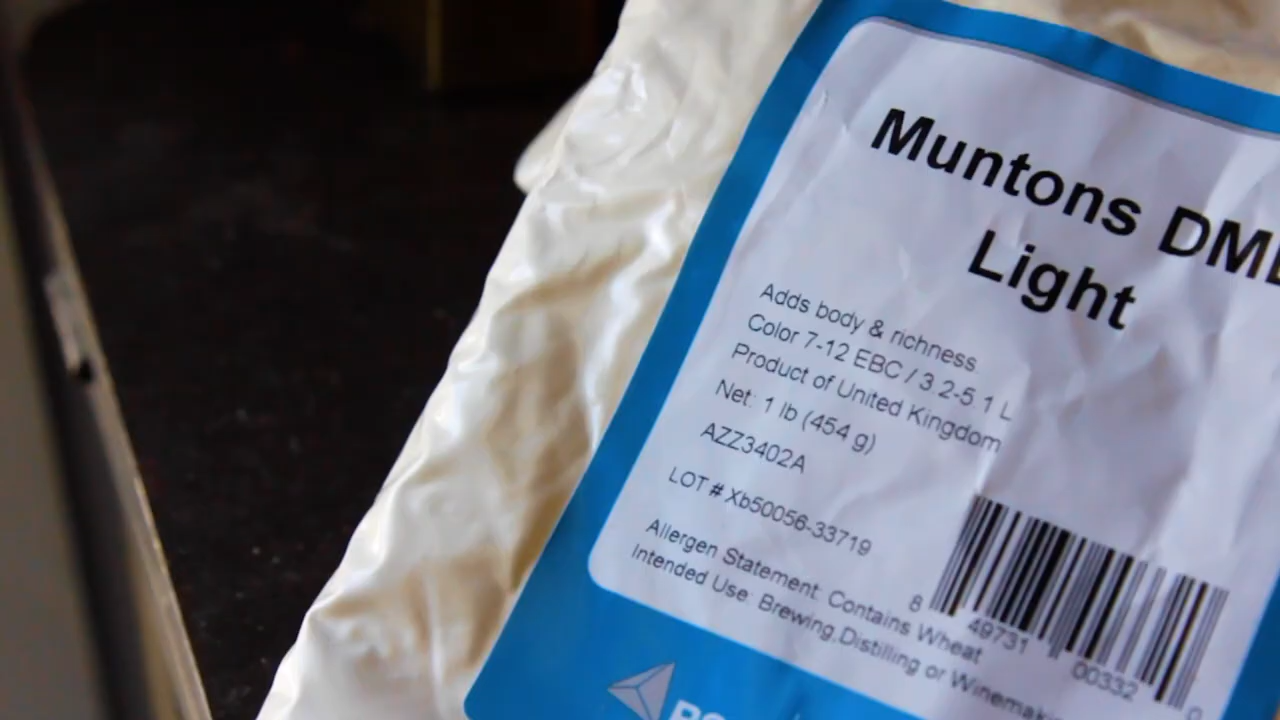 Muntons DME
Light
Adds body & richness
Color 7-12 EBC / 3.2-5.1 L
Product of United Kingdom
Net: 1 lb (454 g)
AZZ3402A
LOT # Xb50056-33719
Allergen Statement: Contains Wheat
Intended Use: Brewing,Distilling or
8 49731 00332 0